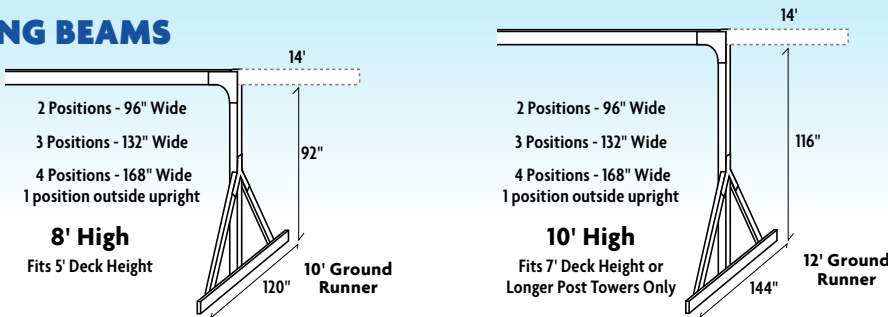 NG BEAMS
14'
2 Positions - 96" Wide
3 Positions - 132" Wide
4 Positions - 168" Wide
1 position outside upright
92"
8' High
Fits 5' Deck Height
120"
10' Ground
Runner
14'
2 Positions - 96" Wide
3 Positions - 132" Wide
4 Positions - 168" Wide
1 position outside upright
116"
10' High
Fits 7' Deck Height or
Longer Post Towers Only
144"
12' Ground
Runner